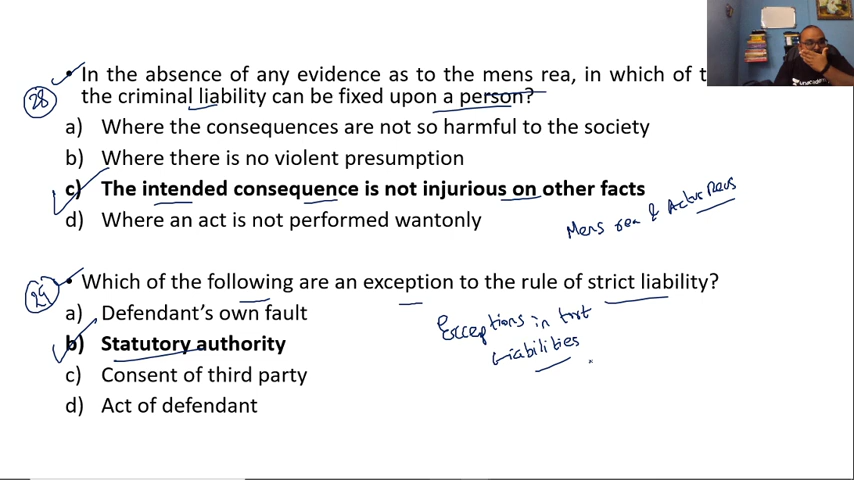 • In the absence of any evidence as to the mens rea, in which of t
28
the criminal liability can be fixed upon a person?
a) Where the consequences are not so harmful to the society
b) Where there is no violent presumption
c) The intended consequence is not injurious on other facts
d) Where an act is not performed wantonly
Mens rea & Actus Reus
• Which of the following are an exception to the rule of strict liability?
29
a) Defendant's own fault
b) Statutory authority
c) Consent of third party
d) Act of defendant
Exceptions in tort
Liabilities